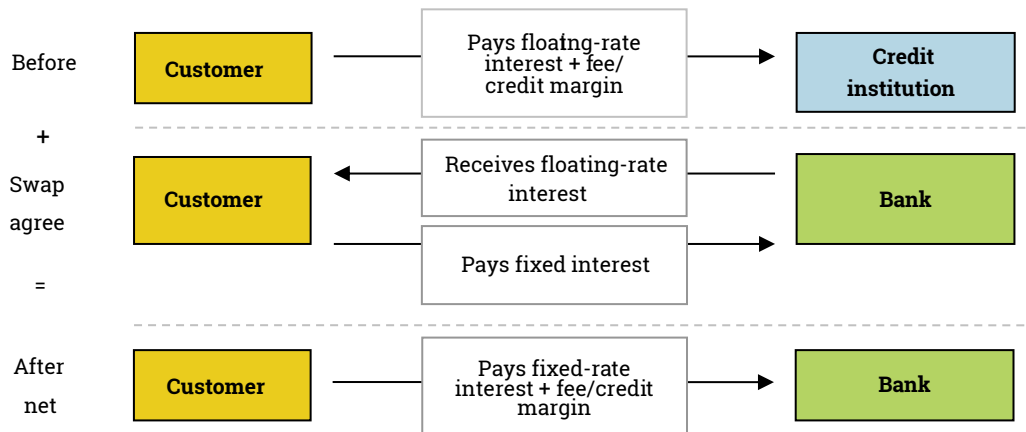 Before
Customer
Pays floating-rate
interest + fee/
credit margin
Credit
institution
+
Swap
agree
=
Customer
Receives floating-rate
interest
Pays fixed interest
Bank
After
net
Customer
Pays fixed-rate
interest + fee/credit
margin
Bank